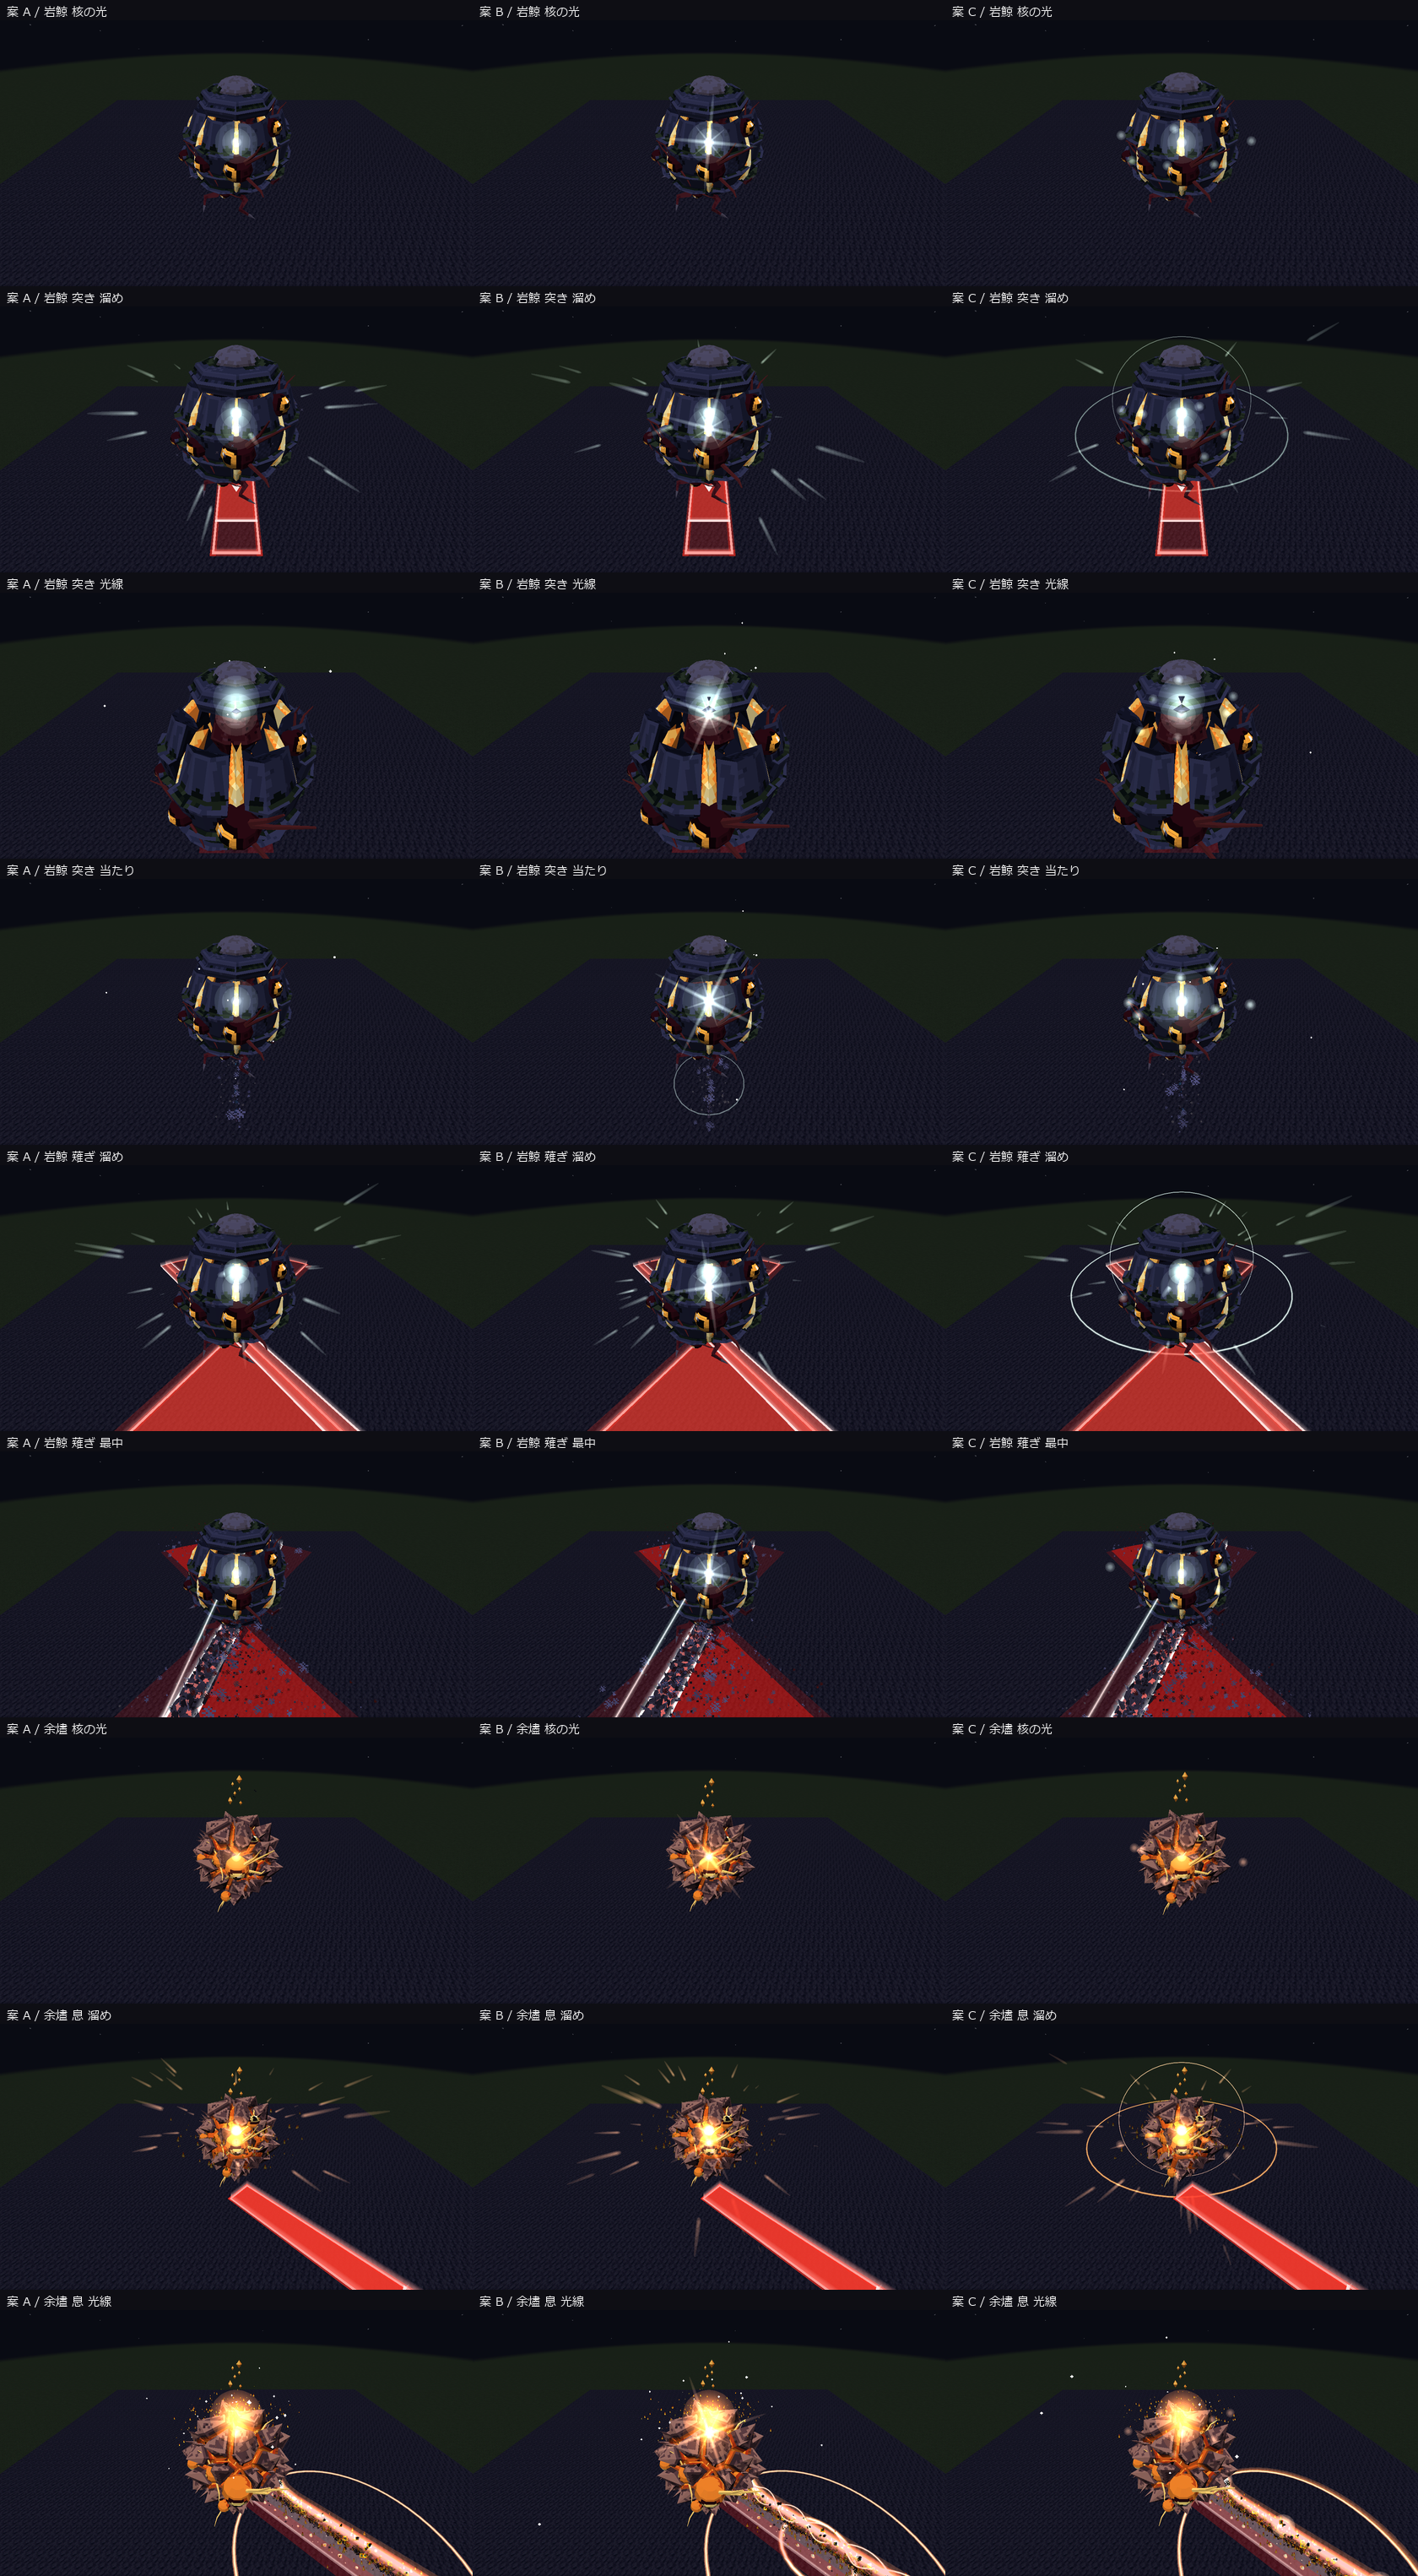 案 A / 岩鯨 核の光
案 B / 岩鯨 核の光
案 C / 岩鯨 核の光
案 A / 岩鯨 突き 溜め
案 B / 岩鯨 突き 溜め
案 C / 岩鯨 突き 溜め
案 A / 岩鯨 突き 光線
案 B / 岩鯨 突き 光線
案 C / 岩鯨 突き 光線
案 A / 岩鯨 突き 当たり
案 B / 岩鯨 突き 当たり
案 C / 岩鯨 突き 当たり
案 A / 岩鯨 薙ぎ 溜め
案 B / 岩鯨 薙ぎ 溜め
案 C / 岩鯨 薙ぎ 溜め
案 A / 岩鯨 薙ぎ 最中
案 B / 岩鯨 薙ぎ 最中
案 C / 岩鯨 薙ぎ 最中
案 A / 余燼 核の光
案 B / 余燼 核の光
案 C / 余燼 核の光
案 A / 余燼 息 溜め
案 B / 余燼 息 溜め
案 C / 余燼 息 溜め
案 A / 余燼 息 光線
案 B / 余燼 息 光線
案 C / 余燼 息 光線